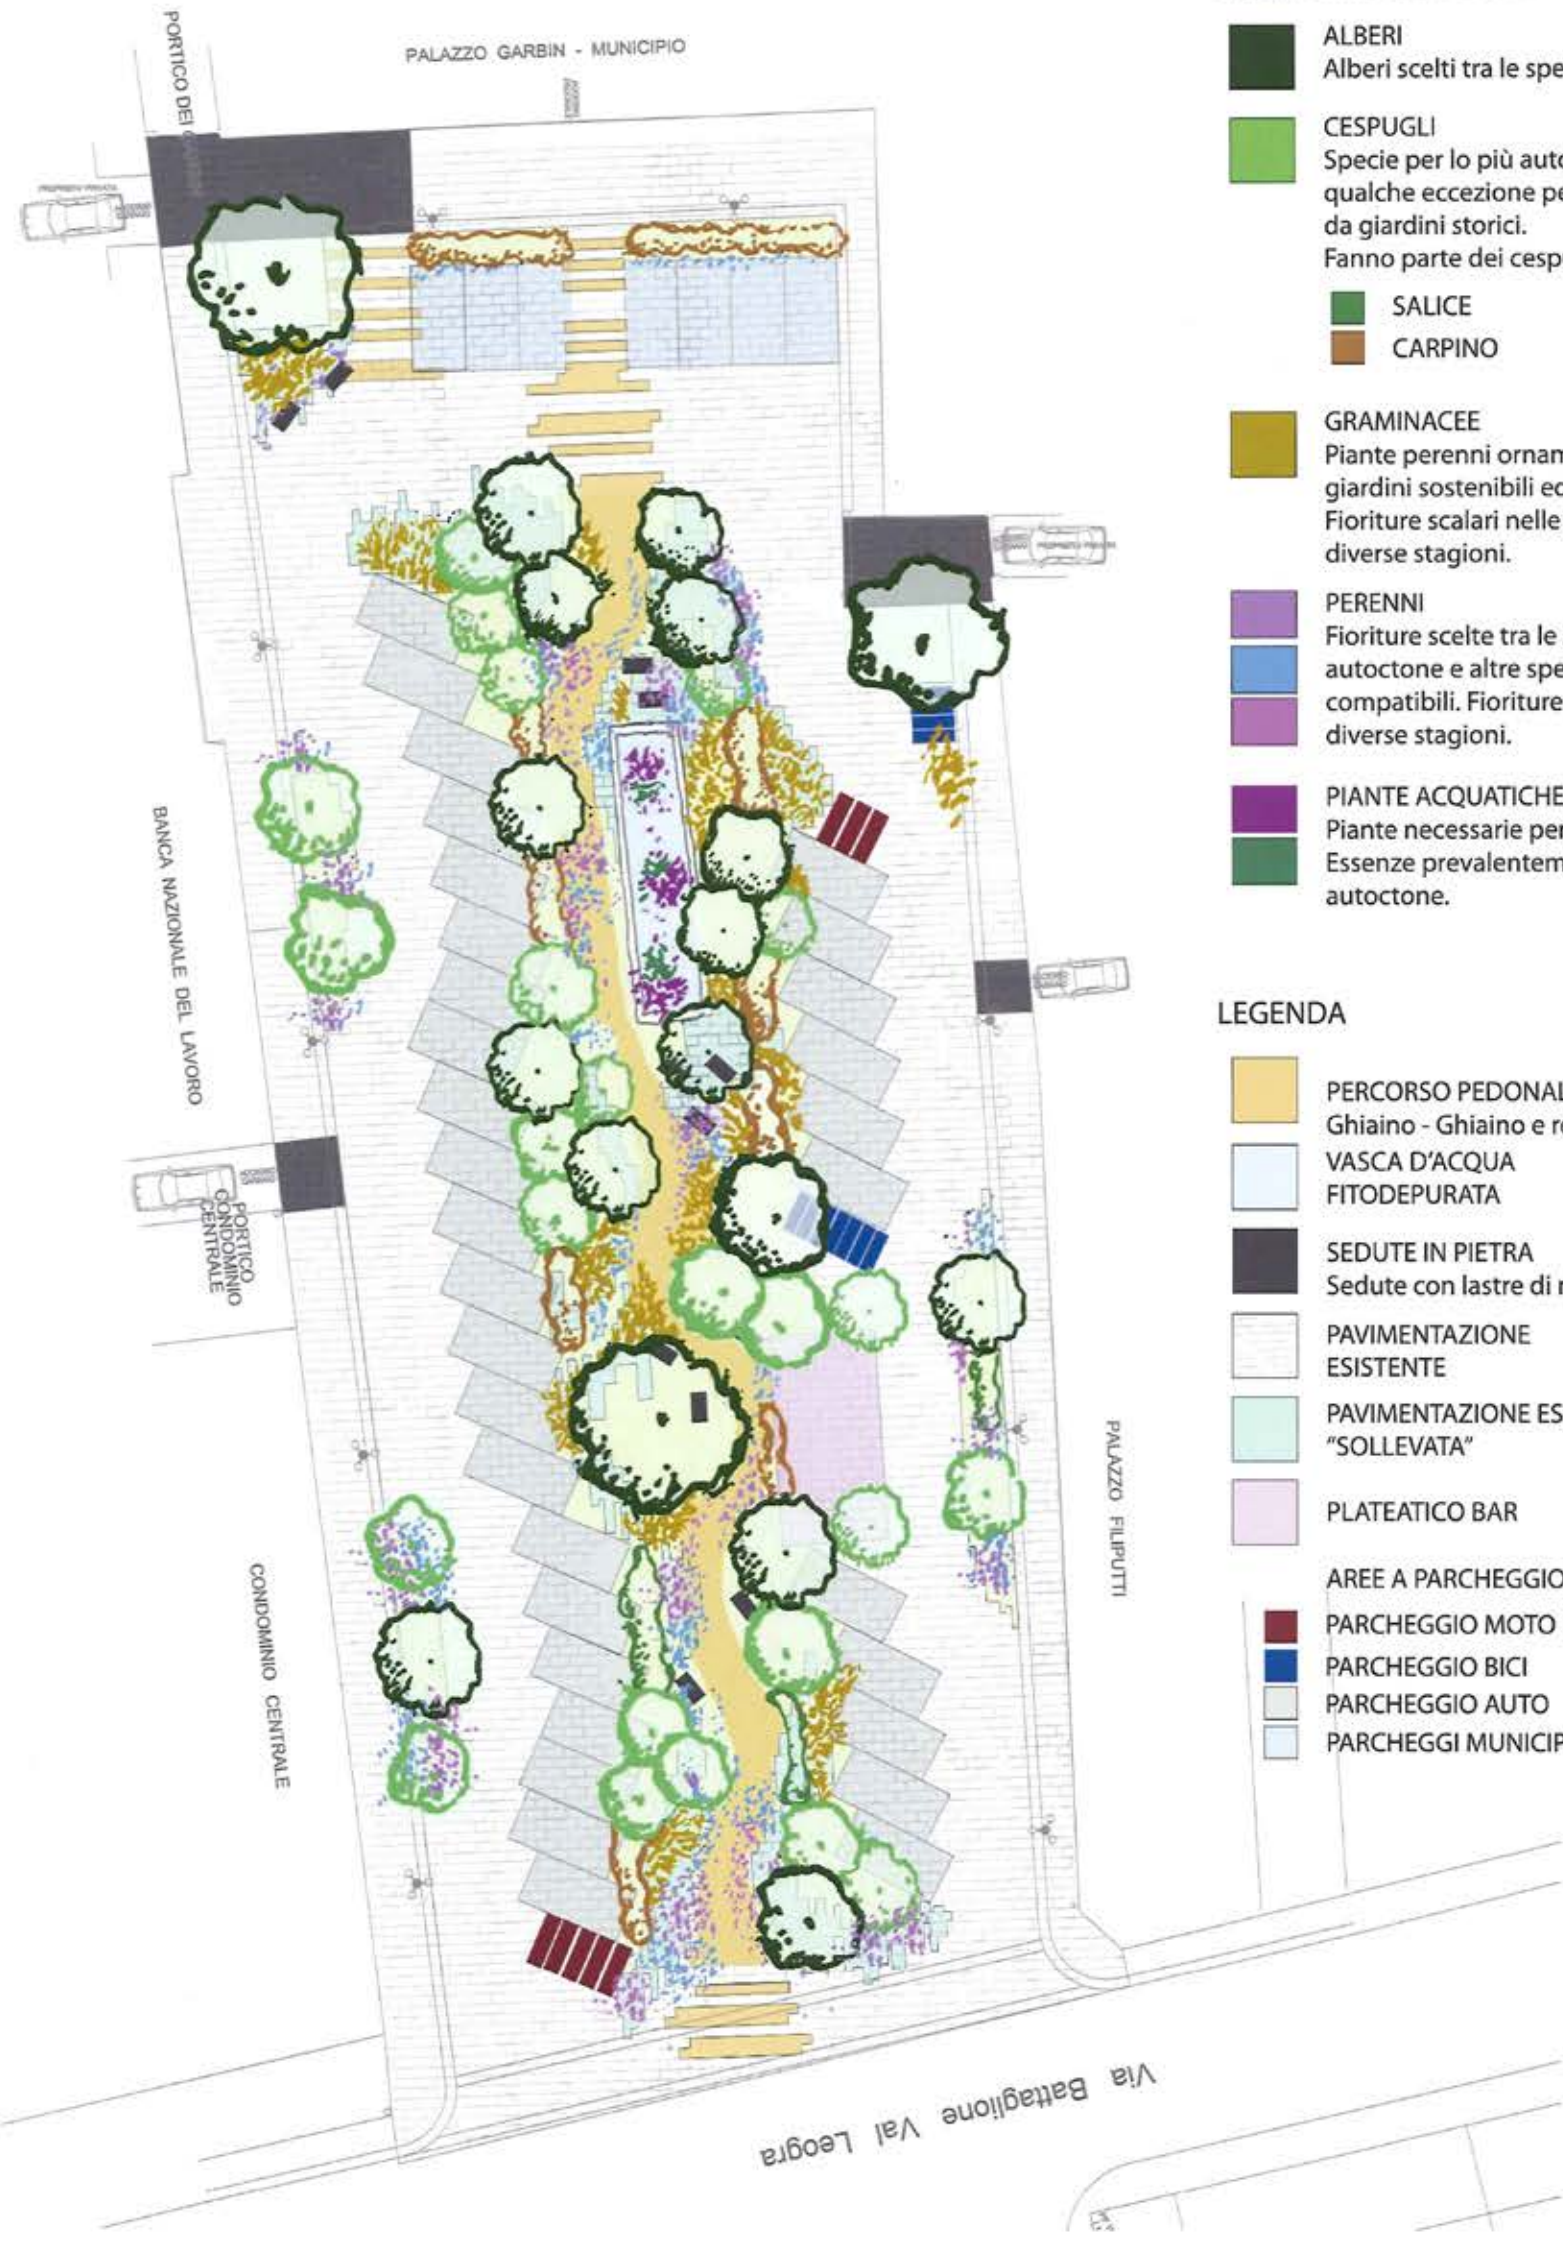 PORTICO DEI
PALAZZO GARBIN - MUNICIPIO
BANCA NAZIONALE DEL LAVORO
PORTICO
CONDOMINIO
CENTRALE
CONDOMINIO CENTRALE
PALAZZO FILIPUTTI
Via Battaglione Val Leogra
ALBERI
Alberi scelti tra le spe
CESPUGLI
Specie per lo più auto
qualche eccezione pe
da giardini storici.
Fanno parte dei cesp
SALICE
CARPINO
GRAMINACEE
Piante perenni ornam
giardini sostenibili ec
Fioriture scalari nelle
diverse stagioni.
PERENNI
Fioriture scelte tra le
autoctone e altre spe
compatibili. Fioriture
diverse stagioni.
PIANTE ACQUATICHE
Piante necessarie per
Essenze prevalentem
autoctone.
LEGENDA
PERCORSO PEDONAL
Ghiaino - Ghiaino e r
VASCA D'ACQUA
FITODEPURATA
SEDUTE IN PIETRA
Sedute con lastre di
PAVIMENTAZIONE
ESISTENTE
PAVIMENTAZIONE ES
"SOLLEVATA"
PLATEATICO BAR
AREE A PARCHEGGIO
PARCHEGGIO MOTO
PARCHEGGIO BICI
PARCHEGGIO AUTO
PARCHEGGI MUNICIP